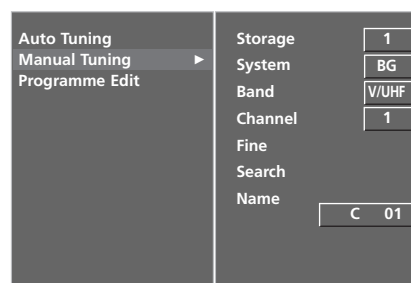 Auto Tuning
Manual Tuning ►
Programme Edit
Storage 1
System BG
Band V/UHF
Channel 1
Fine
Search
Name
C 01